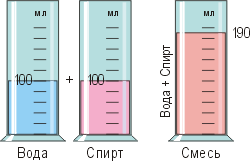 мл
100
+
мл
100
мл
190
Вода + Спирт
Вода
Спирт
Смесь